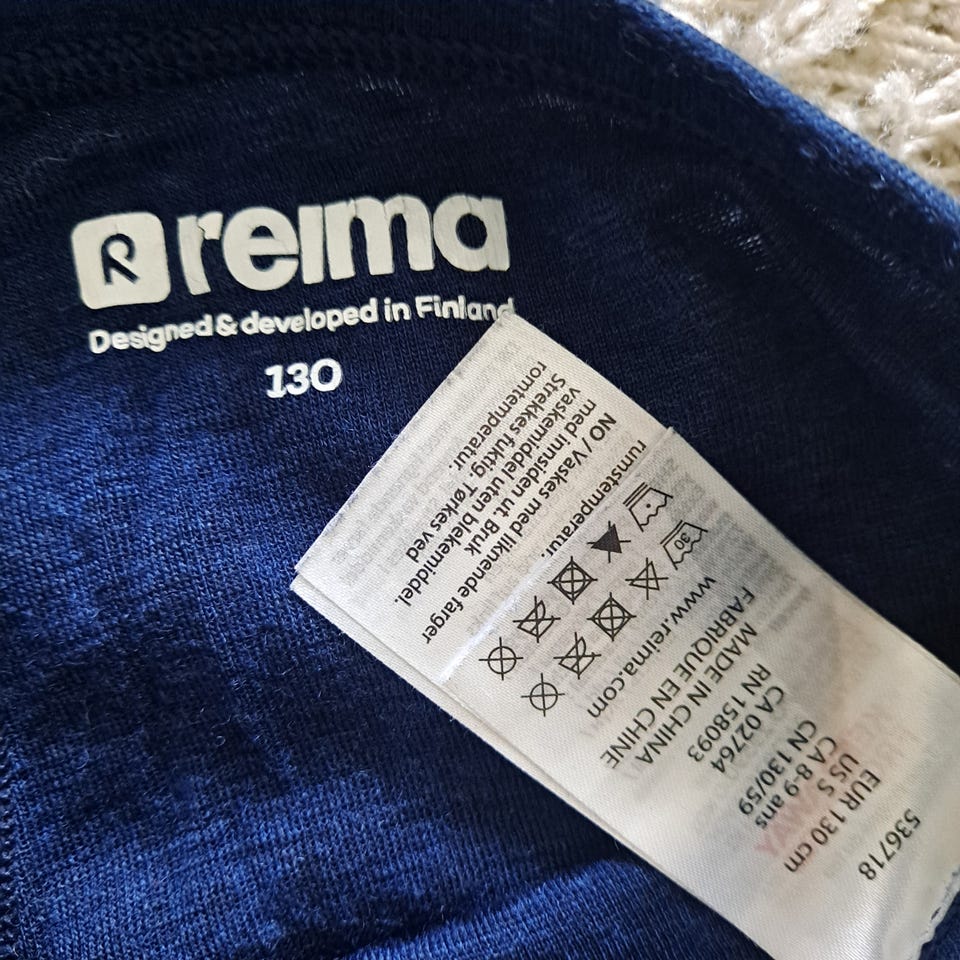 reima
Designed & developed in Finland
130
536718
EUR 130 cm
US S
CA 8-9 ans
CN 130/59
CA 02764
RN 158093
MADE IN CHINA
FABRIQUE EN CHINE
www.reima.com
30
rumstemperatur.
NO / Vaskes med liknende farger
med innsiden ut. Bruk
vaskemiddel uten blekemiddel.
Strekkes fuktig. Tørkes ved
romtemperatur.